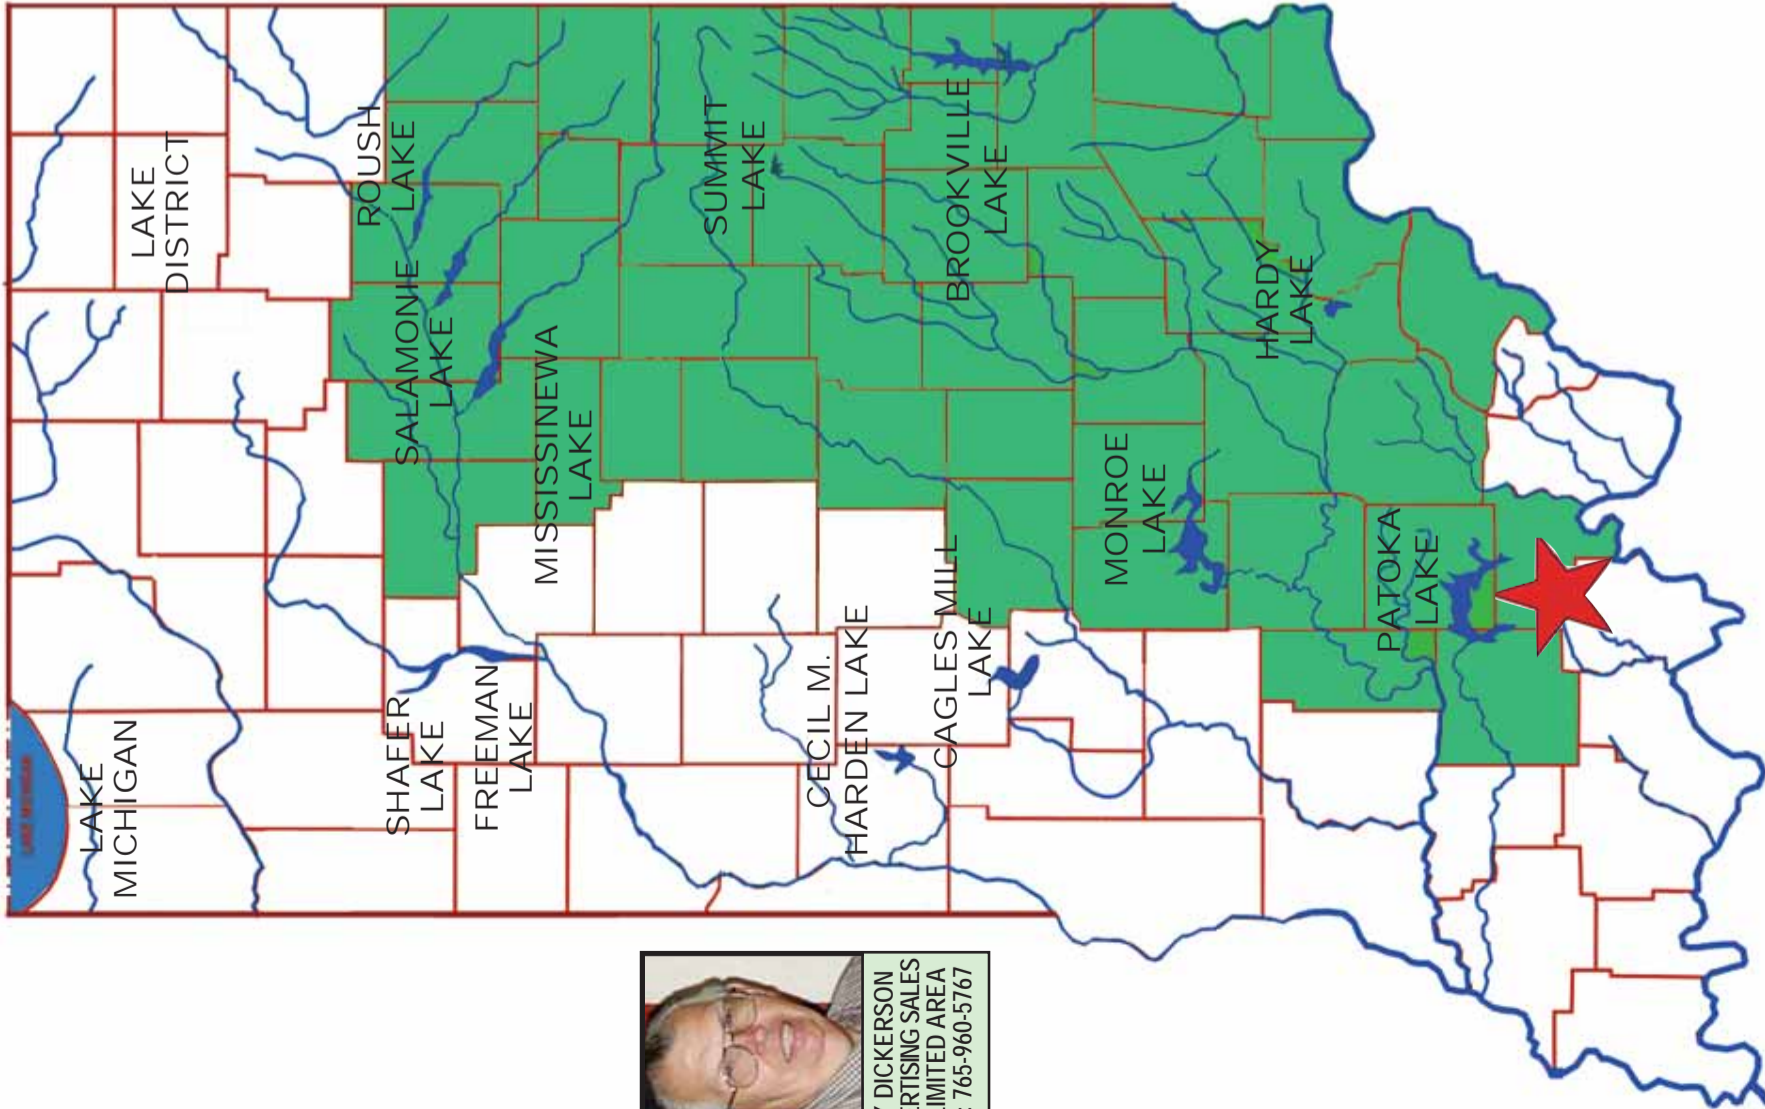 LAKE MICHIGAN
LAKE
MICHIGAN
LAKE
DISTRICT
ROUSH
LAKE
SALAMONIE
LAKE
SHAFER
LAKE
FREEMAN
LAKE
MISSISSINEWA
LAKE
SUMMIT
LAKE
CECIL M.
HARDEN LAKE
CAGLES MILL
LAKE
BROOKVILLE
LAKE
MONROE
LAKE
HARDY
LAKE
PATOKA
LAKE
DICKERSON
ERTISING SALES
IMITED AREA
: 765-960-5767